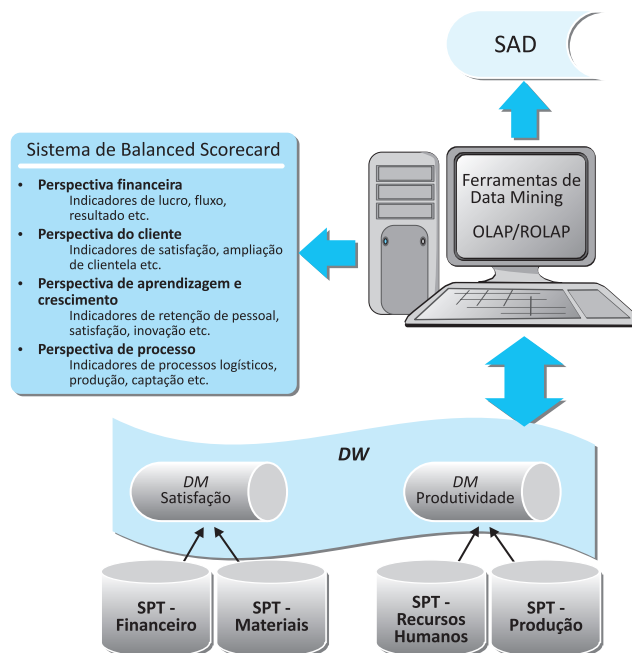 SAD
Sistema de Balanced Scorecard
• Perspectiva financeira
Indicadores de lucro, fluxo,
resultado etc.
• Perspectiva do cliente
Indicadores de satisfação, ampliação
de clientela etc.
• Perspectiva de aprendizagem e
crescimento
Indicadores de retenção de pessoal,
satisfação, inovação etc.
• Perspectiva de processo
Indicadores de processos logísticos,
produção, captação etc.
Ferramentas de
Data Mining
OLAP/ROLAP
DW
DM
Satisfação
DM
Produtividade
SPT -
Financeiro
SPT -
Materiais
SPT -
Recursos
Humanos
SPT -
Produção